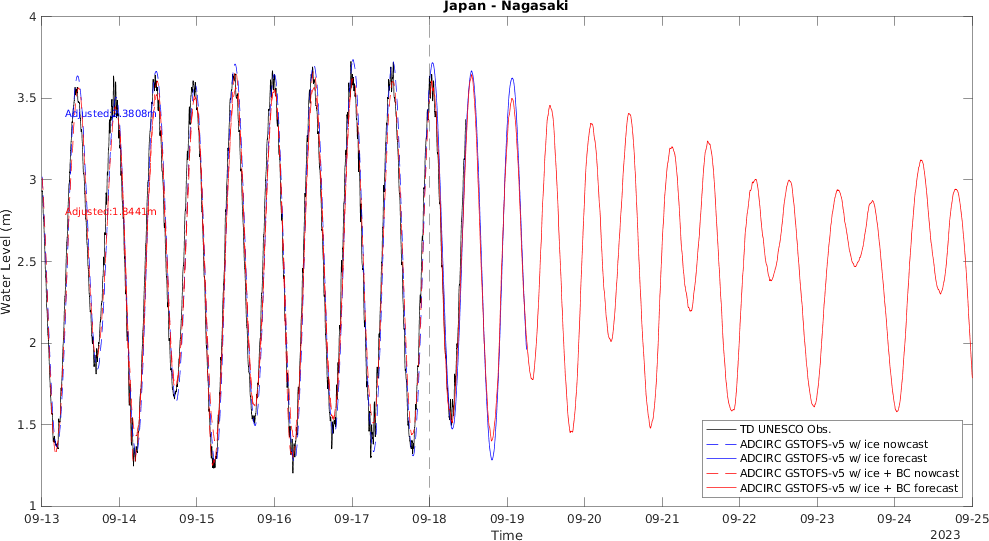 Japan - Nagasaki
4
3.5
3
2.5
2
1.5
1
Water Level (m)
Adjusted:1.3808m
Adjusted:1.3441m
TD UNESCO Obs.
ADCIRC GSTOFS-v5 w/ ice nowcast
ADCIRC GSTOFS-v5 w/ ice forecast
ADCIRC GSTOFS-v5 w/ ice + BC nowcast
ADCIRC GSTOFS-v5 w/ ice + BC forecast
09-13 09-14 09-15 09-16 09-17 09-18 09-19 09-20 09-21 09-22 09-23 09-24 09-25
Time
2023